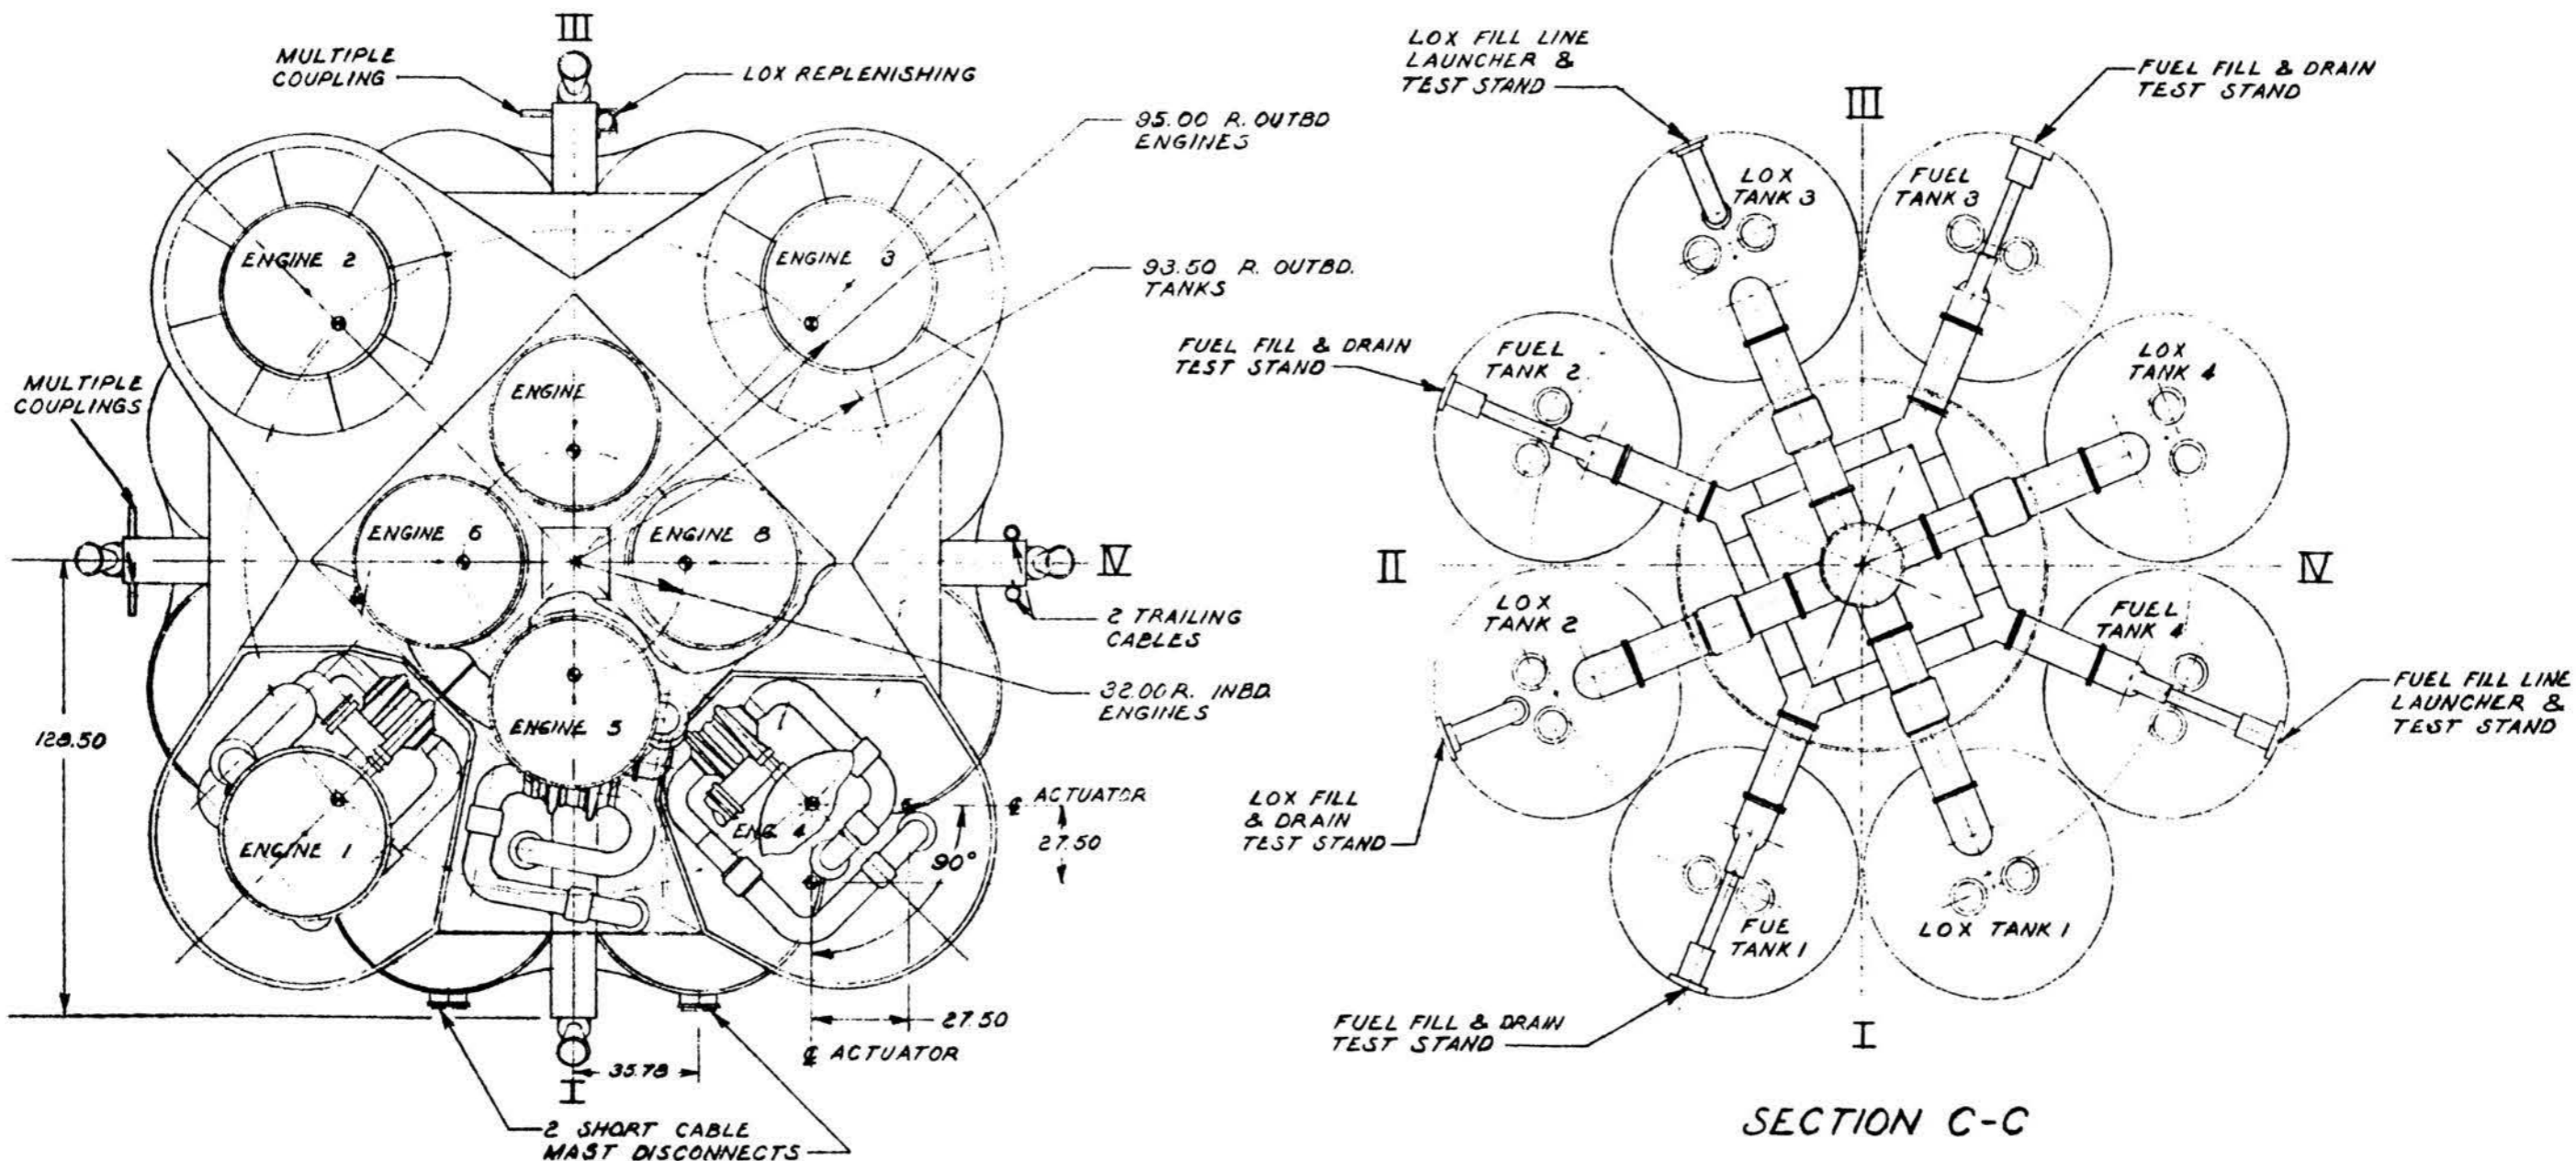 III
MULTIPLE
COUPLING
LOX REPLENISHING
95.00 R. OUTBD
ENGINES
93.50 R. OUTBD.
TANKS
ENGINE 2
ENGINE 3
ENGINE
MULTIPLE
COUPLINGS
ENGINE 6
ENGINE 8
IV
2 TRAILING
CABLES
32.00 R. INBD.
ENGINES
ENGINE 5
128.50
ENGINE 1
ENG. 4
90°
℄ ACTUATOR
27.50
27.50
℄ ACTUATOR
35.78
I
2 SHORT CABLE
MAST DISCONNECTS
LOX FILL LINE
LAUNCHER &
TEST STAND
III
FUEL FILL & DRAIN
TEST STAND
LOX
TANK 3
FUEL
TANK 3
FUEL FILL & DRAIN
TEST STAND
FUEL
TANK 2
LOX
TANK 4
II
IV
LOX
TANK 2
FUEL
TANK 4
FUEL FILL LINE
LAUNCHER &
TEST STAND
LOX FILL
& DRAIN
TEST STAND
FUE
TANK 1
LOX TANK 1
FUEL FILL & DRAIN
TEST STAND
I
SECTION C-C